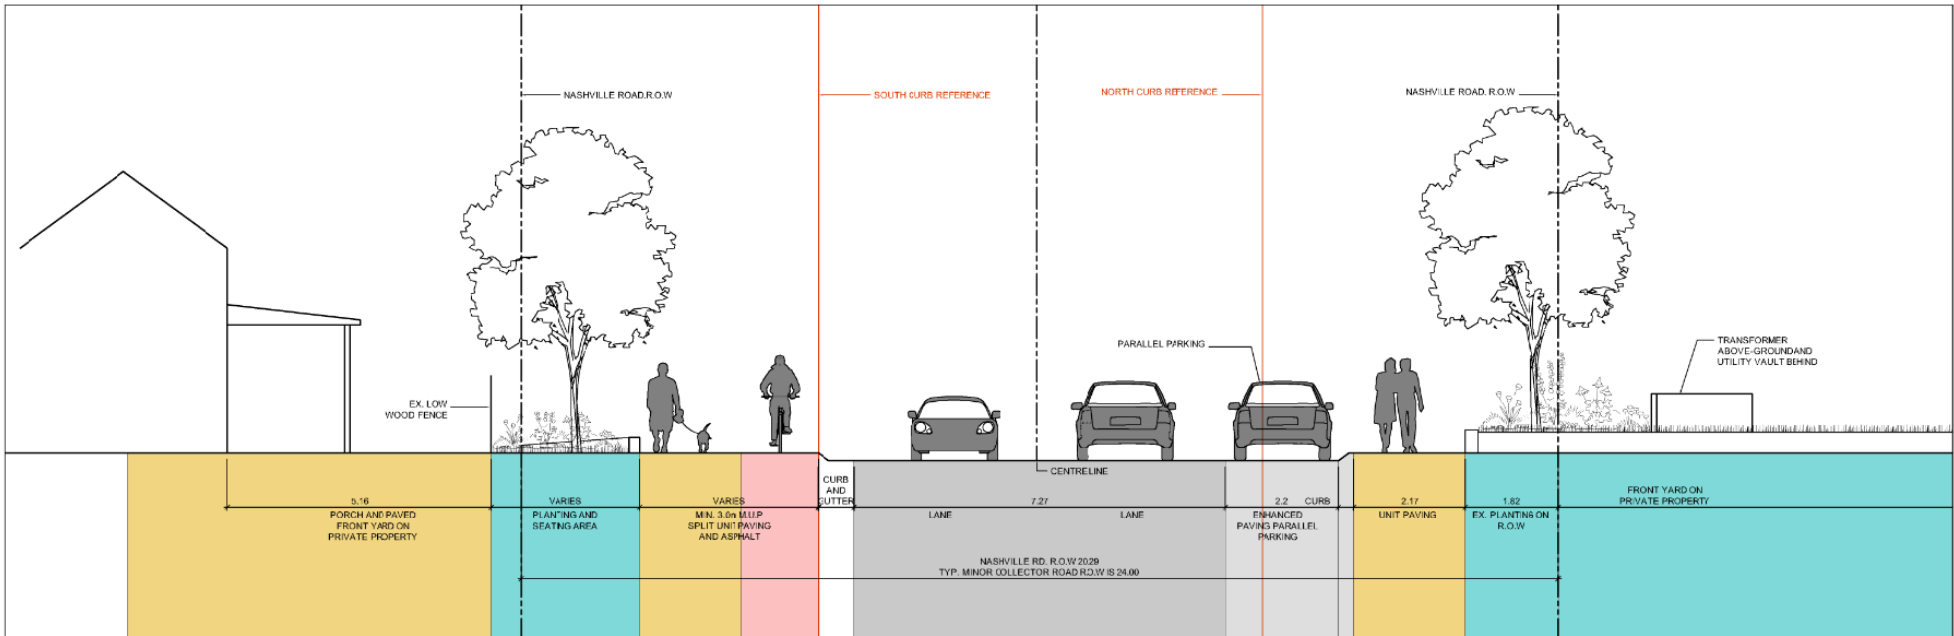 NASHVILLE ROAD.R.O.W
SOUTH CURB REFERENCE
NORTH CURB REFERENCE
NASHVILLE ROAD. R.O.W
PARALLEL PARKING
TRANSFORMER
ABOVE-GROUNDAND
UTILITY VAULT BEHIND
EX. LOW
WOOD FENCE
CENTRELINE
5.16
PORCH AND PAVED
FRONT YARD ON
PRIVATE PROPERTY
VARIES
PLANTING AND
SEATING AREA
VARIES
MIN. 3.0m M.U.P
SPLIT UNIT PAVING
AND ASPHALT
CURB
AND
GUTTER
7.27
LANE
LANE
2.2
CURB
ENHANCED
PAVING PARALLEL
PARKING
2.17
UNIT PAVING
1.82
EX. PLANTING ON
R.O.W
FRONT YARD ON
PRIVATE PROPERTY
NASHVILLE RD. R.O.W 20.29
TYP. MINOR COLLECTOR ROAD R.O.W IS 24.00